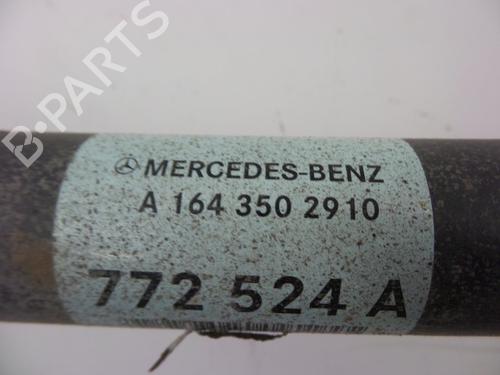 B-PARTS
MERCEDES-BENZ
A 164 350 2910
772 524 A